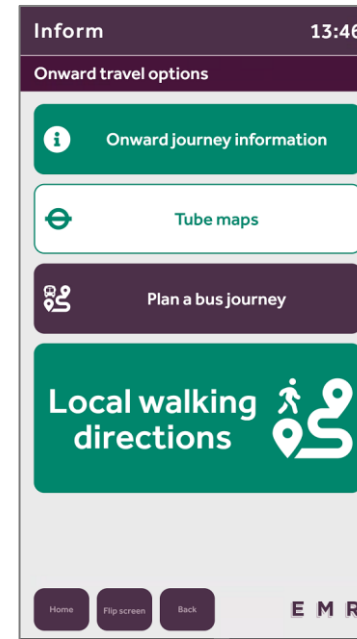 Inform 13:46
Onward travel options
Onward journey information
Tube maps
Plan a bus journey
Local walking
directions
Home Flip screen Back EMR